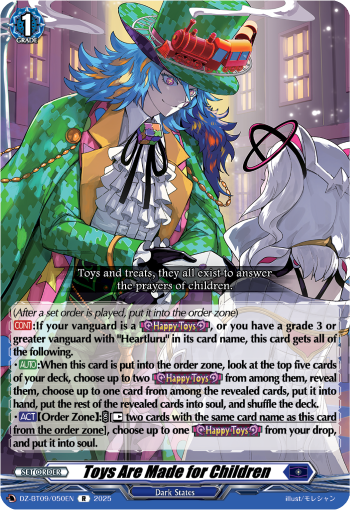 1
GRADE
Toys and treats, they all exist to answer
the prayers of children.
(After a set order is played, put it into the order zone)
CONT:If your vanguard is a Happy Toys, or you have a grade 3 or
greater vanguard with "Heartluru" in its card name, this card gets all of
the following.
・AUTO:When this card is put into the order zone, look at the top five cards
of your deck, choose up to two Happy Toys from among them, reveal
them, choose one card from among the revealed cards, put it into
hand, put the rest of the revealed cards into soul, and shuffle the deck.
・ACT[Order Zone]: two cards with the same card name as this card
from the order zone], choose up to one Happy Toys from your drop,
and put it into soul.
SET ORDER
Toys Are Made for Children
DZ-BT09/050EN R 2025
Dark States
illust/モレシャン